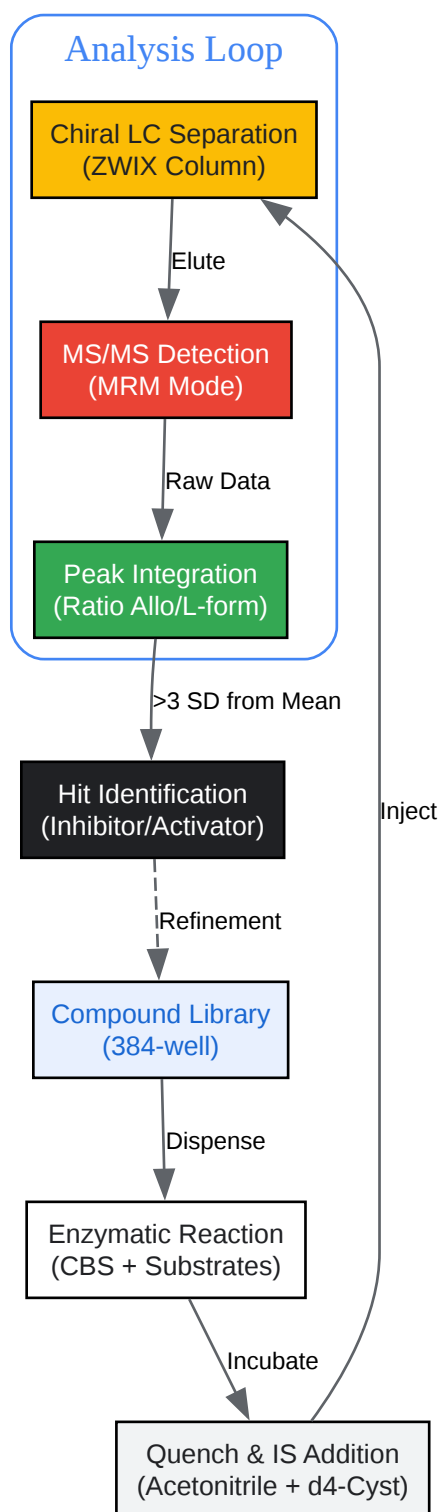 Analysis Loop
Chiral LC Separation
(ZWIX Column)
Elute
MS/MS Detection
(MRM Mode)
Raw Data
Peak Integration
(Ratio Allo/L-form)
>3 SD from Mean
Hit Identification
(Inhibitor/Activator)
Inject
Refinement
Compound Library
(384-well)
Dispense
Enzymatic Reaction
(CBS + Substrates)
Incubate
Quench & IS Addition
(Acetonitrile + d4-Cyst)